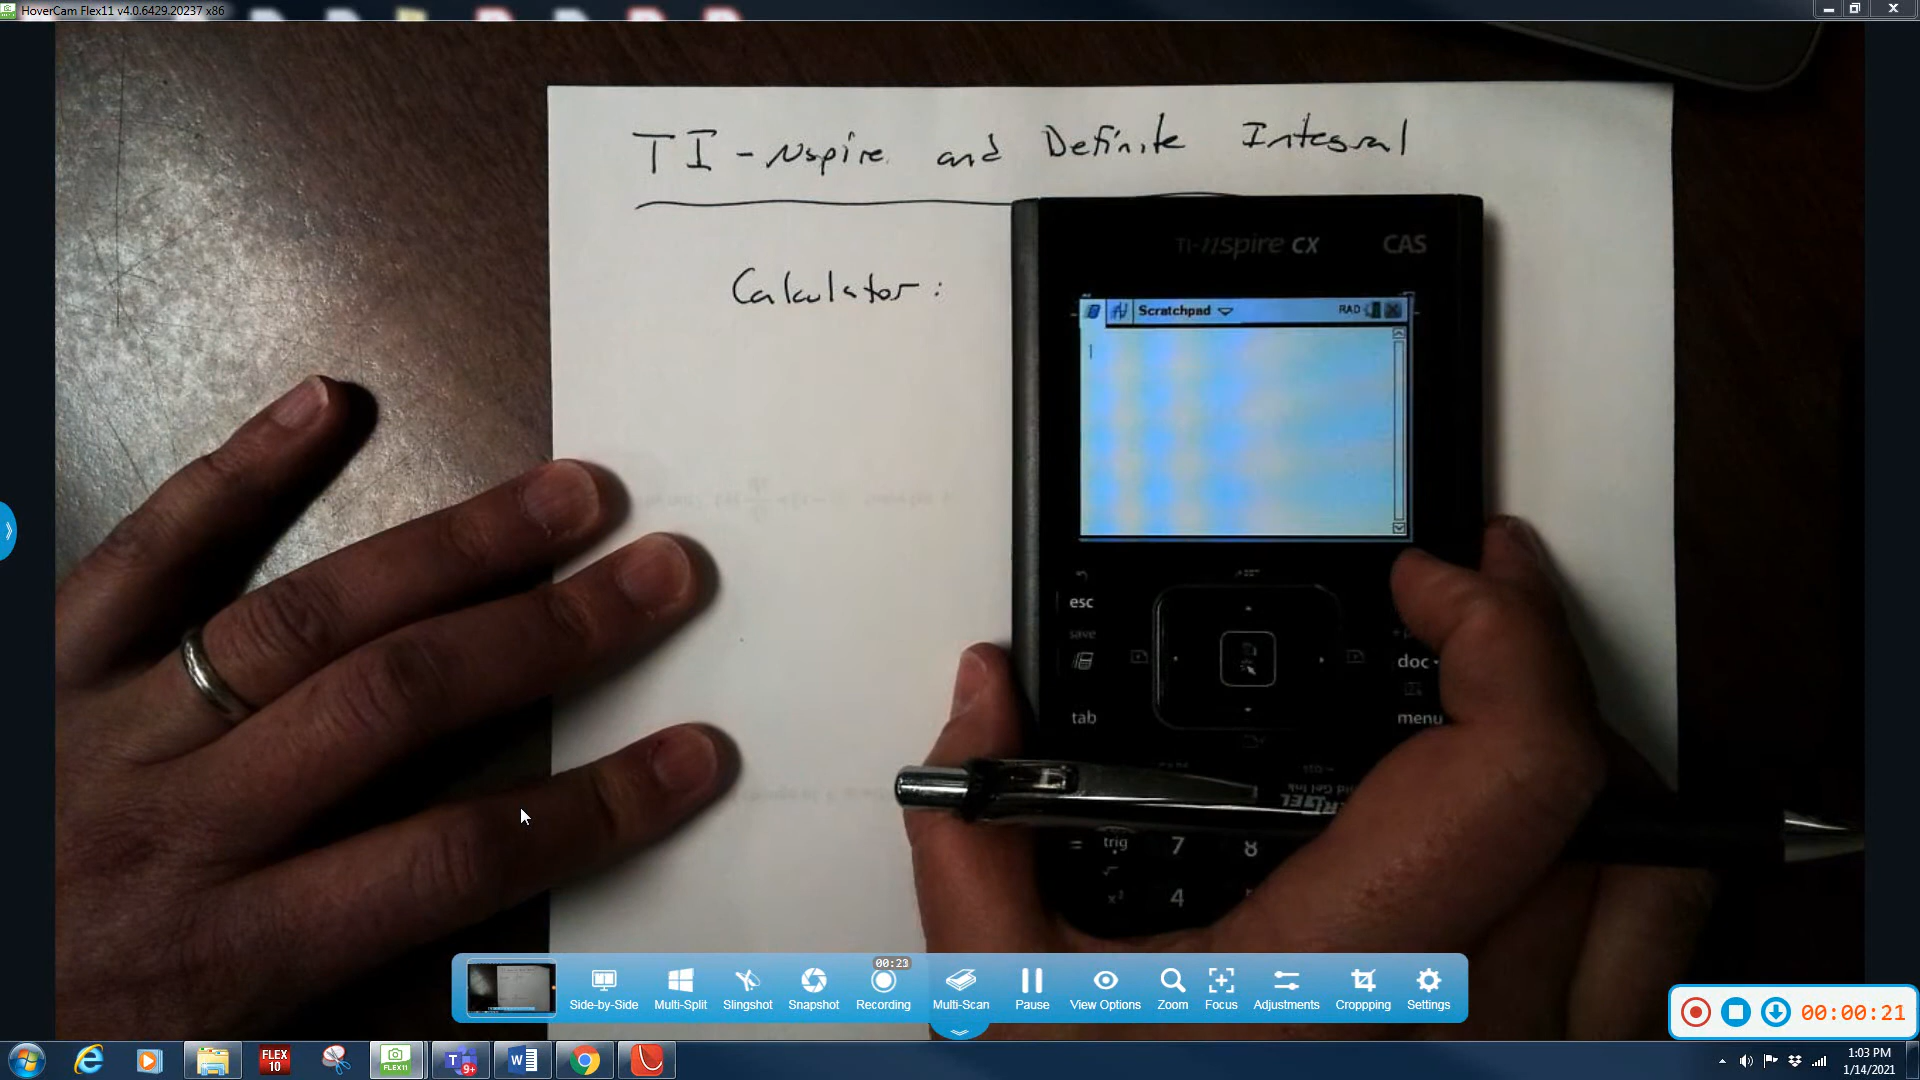 HoverCam Flex11 v4.0.6429.20237 x86
TI-Nspire and Definite Integral
Calculator:
TI-nspire CX CAS
Scratchpad RAD
esc
save
doc
tab
menu
= trig 7 8
x² 4
00:23
Side-by-Side Multi-Split Slingshot Snapshot Recording Multi-Scan Pause View Options Zoom Focus Adjustments Croppping Settings
00:00:21
FLEX 10
FLEX11
9+
1:03 PM
1/14/2021